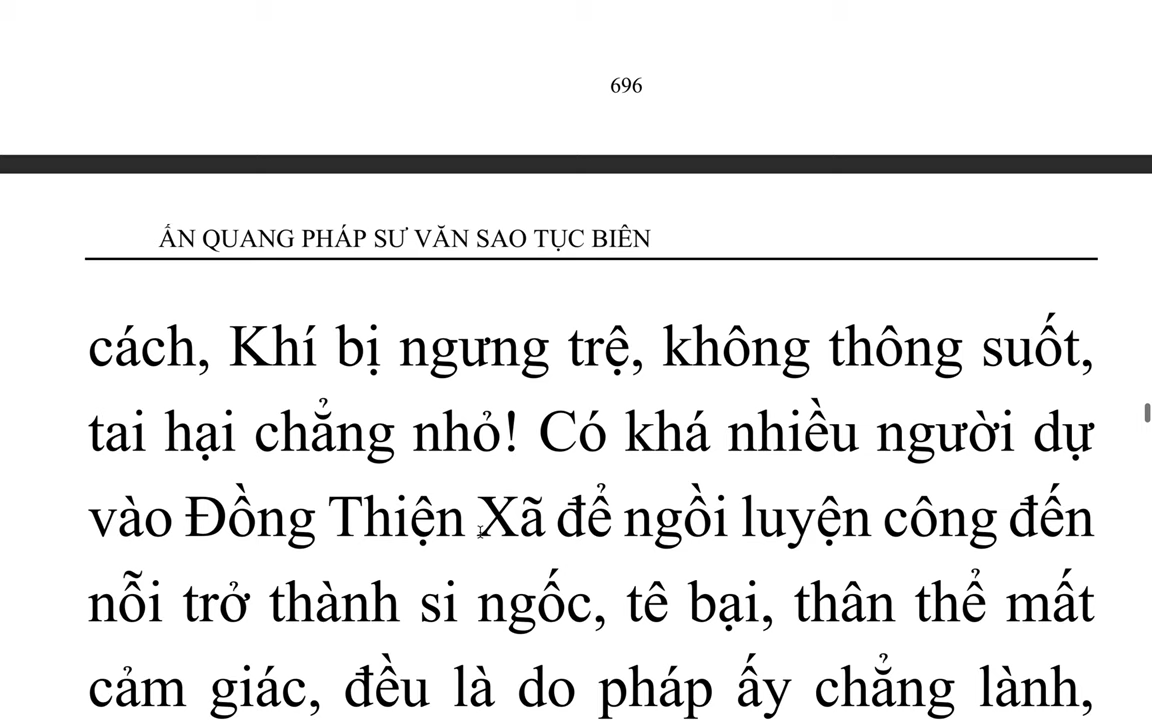 696
ẤN QUANG PHÁP SƯ VĂN SAO TỤC BIÊN
cách, Khí bị ngưng trệ, không thông suốt,
tai hại chẳng nhỏ! Có khá nhiều người dự
vào Đồng Thiện Xã để ngồi luyện công đến
nỗi trở thành si ngốc, tê bại, thân thể mất
cảm giác, đều là do pháp ấy chẳng lành,